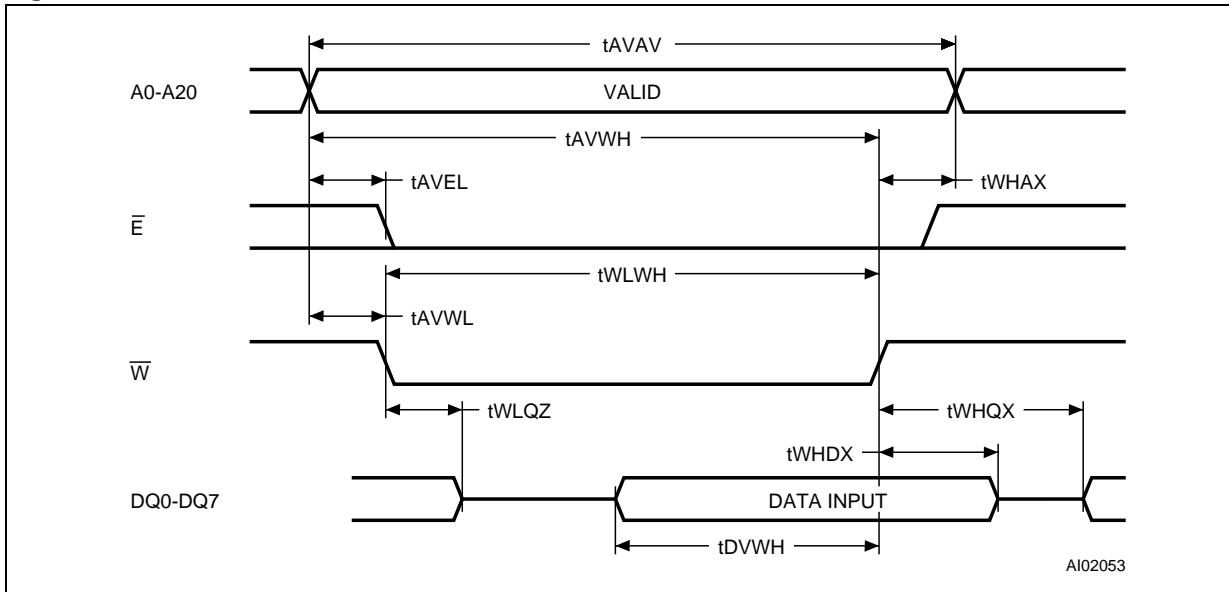 tAVAV
A0-A20
VALID
tAVWH
tAVEL
tWHAX
E̅
tWLWH
tAVWL
W̅
tWLQZ
tWHQX
tWHDX
DQ0-DQ7
DATA INPUT
tDVWH
AI02053